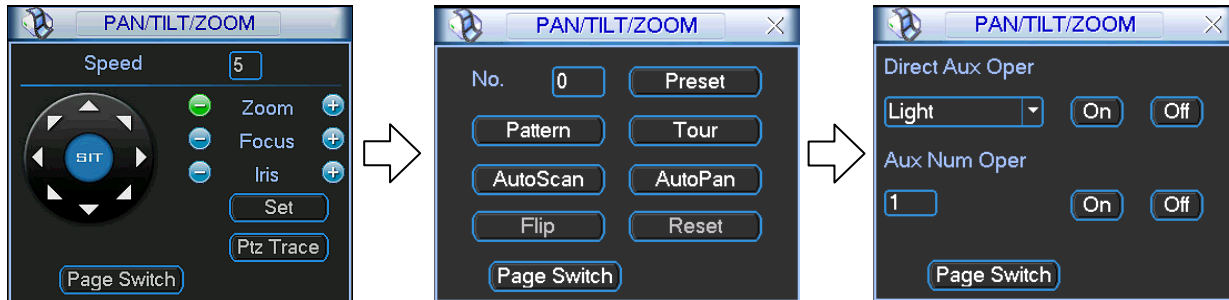 PAN/TILT/ZOOM
Speed 5
Zoom
SIT
Focus
Iris
Set
Ptz Trace
Page Switch
PAN/TILT/ZOOM
No. 0 Preset
Pattern Tour
AutoScan AutoPan
Flip Reset
Page Switch
PAN/TILT/ZOOM
Direct Aux Oper
Light On Off
Aux Num Oper
1 On Off
Page Switch